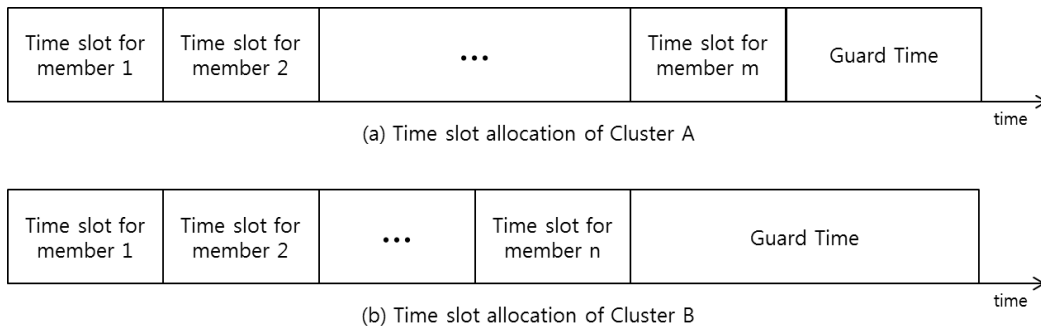 Time slot for
member 1
Time slot for
member 2
•••
Time slot for
member m
Guard Time
time
(a) Time slot allocation of Cluster A
Time slot for
member 1
Time slot for
member 2
•••
Time slot for
member n
Guard Time
time
(b) Time slot allocation of Cluster B